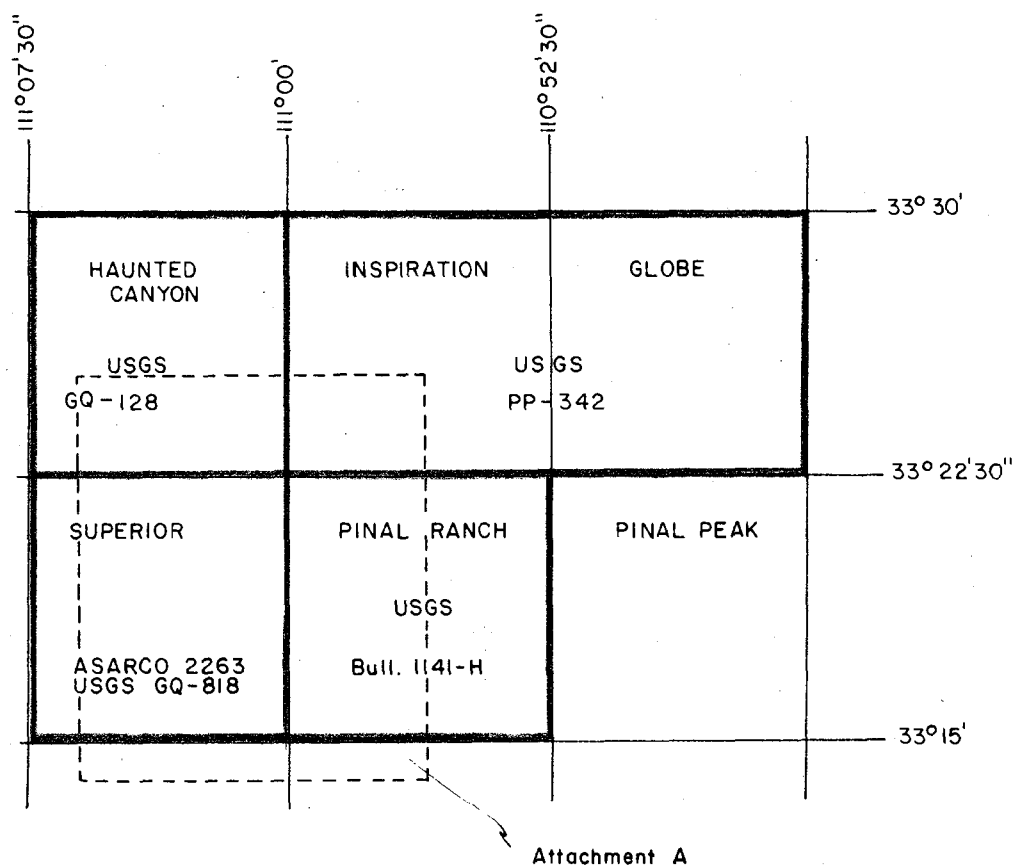 111°07'30"
111°00'
110°52'30"
33°30'
HAUNTED
CANYON
INSPIRATION
GLOBE
USGS
GQ-128
USGS
PP-342
33°22'30"
SUPERIOR
PINAL RANCH
PINAL PEAK
USGS
ASARCO 2263
USGS GQ-818
Bull. 1141-H
33°15'
Attachment A